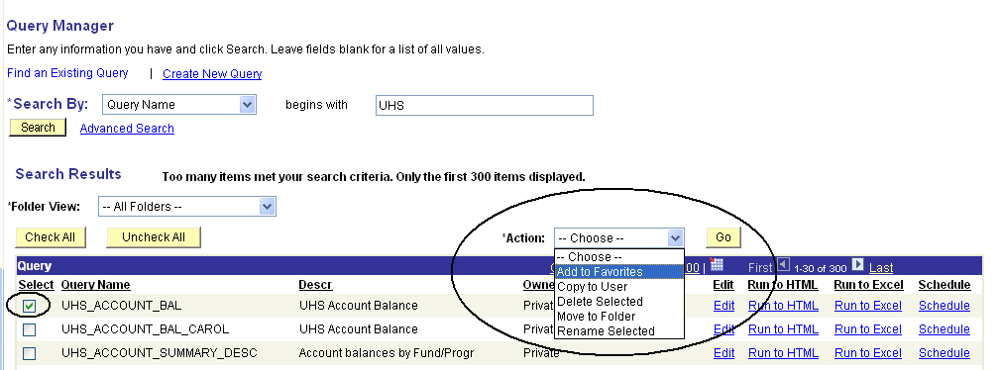 Query Manager
Enter any information you have and click Search. Leave fields blank for a list of all values.
Find an Existing Query | Create New Query
*Search By: Query Name begins with UHS
Search Advanced Search
Search Results Too many items met your search criteria. Only the first 300 items displayed.
*Folder View: -- All Folders --
Check All Uncheck All *Action: -- Choose -- Go
-- Choose --
Add to Favorites
Copy to User
Delete Selected
Move to Folder
Rename Selected
Query 00 | First 1-30 of 300 Last
Select Query Name Descr Owne Edit Run to HTML Run to Excel Schedule
UHS_ACCOUNT_BAL UHS Account Balance Privat Edit Run to HTML Run to Excel Schedule
UHS_ACCOUNT_BAL_CAROL UHS Account Balance Privat Edit Run to HTML Run to Excel Schedule
UHS_ACCOUNT_SUMMARY_DESC Account balances by Fund/Progr Private Edit Run to HTML Run to Excel Schedule